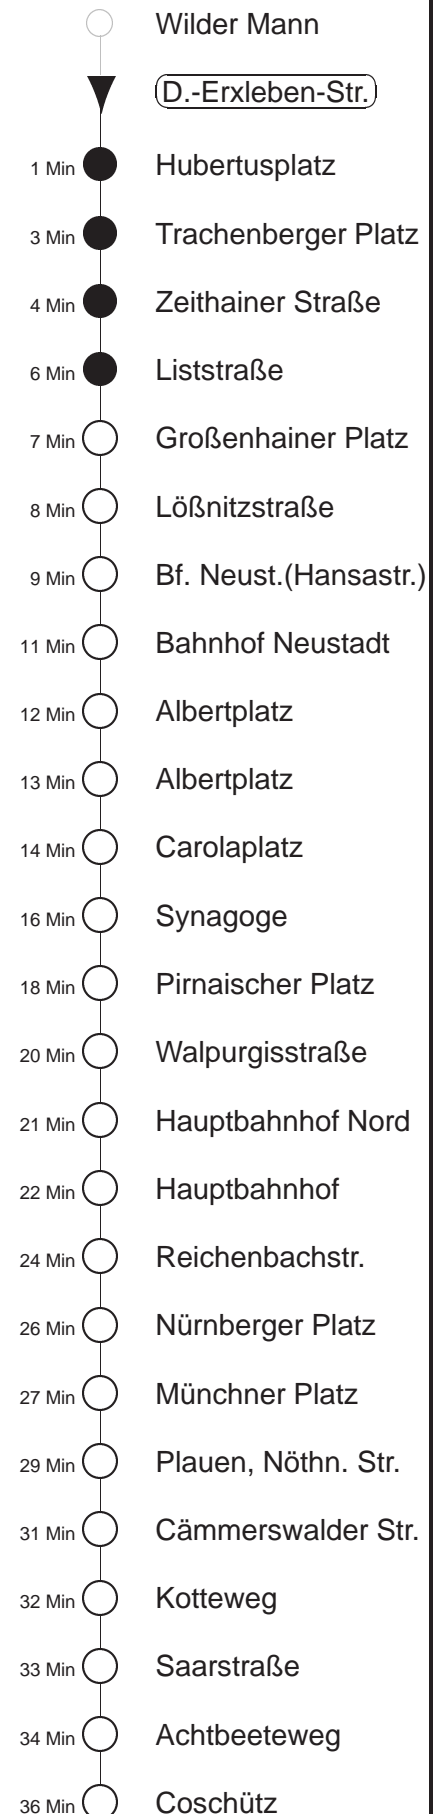 Wilder Mann
D.-Erxleben-Str.
1 Min Hubertusplatz
3 Min Trachenberger Platz
4 Min Zeithainer Straße
6 Min Liststraße
7 Min Großenhainer Platz
8 Min Lößnitzstraße
9 Min Bf. Neust.(Hansastr.)
11 Min Bahnhof Neustadt
12 Min Albertplatz
13 Min Albertplatz
14 Min Carolaplatz
16 Min Synagoge
18 Min Pirnaischer Platz
20 Min Walpurgisstraße
21 Min Hauptbahnhof Nord
22 Min Hauptbahnhof
24 Min Reichenbachstr.
26 Min Nürnberger Platz
27 Min Münchner Platz
29 Min Plauen, Nöthn. Str.
31 Min Cämmerswalder Str.
32 Min Kotteweg
33 Min Saarstraße
34 Min Achtbeeteweg
36 Min Coschütz